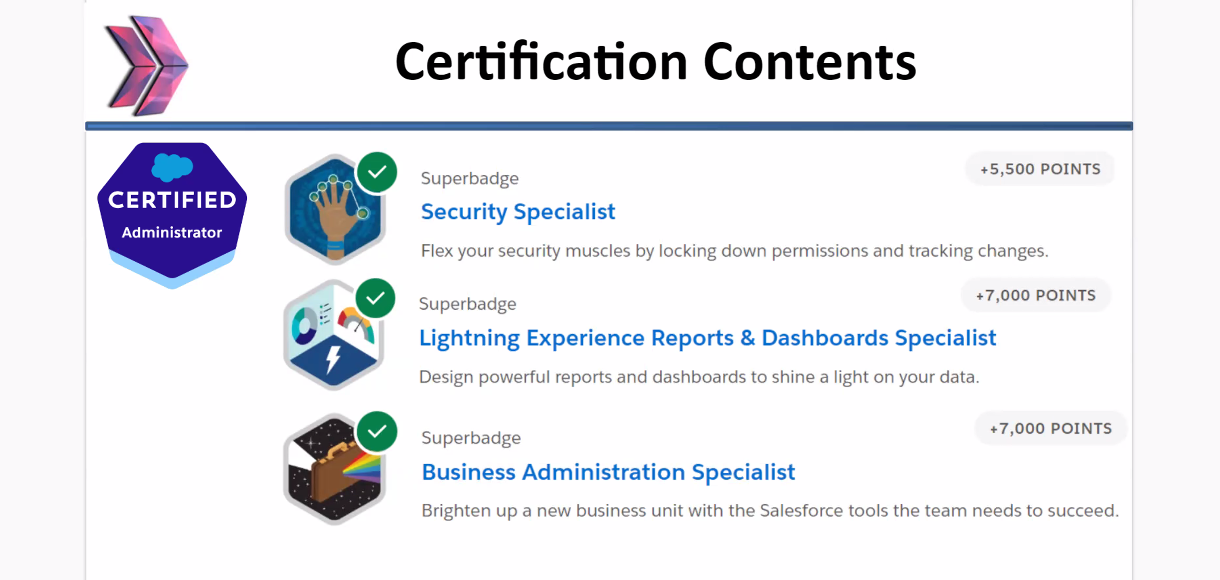 Certification Contents
CERTIFIED
Administrator
Superbadge
+5,500 POINTS
Security Specialist
Flex your security muscles by locking down permissions and tracking changes.
Superbadge
+7,000 POINTS
Lightning Experience Reports & Dashboards Specialist
Design powerful reports and dashboards to shine a light on your data.
Superbadge
+7,000 POINTS
Business Administration Specialist
Brighten up a new business unit with the Salesforce tools the team needs to succeed.